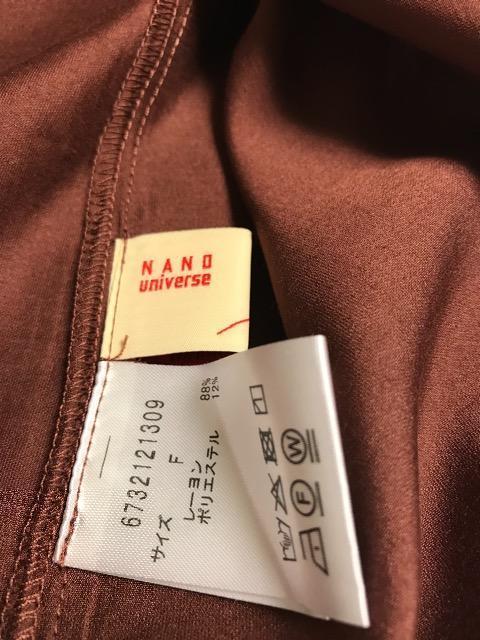 NANO
universe
6732121309
サイズ F
レーヨン 88%
ポリエステル 12%
F W